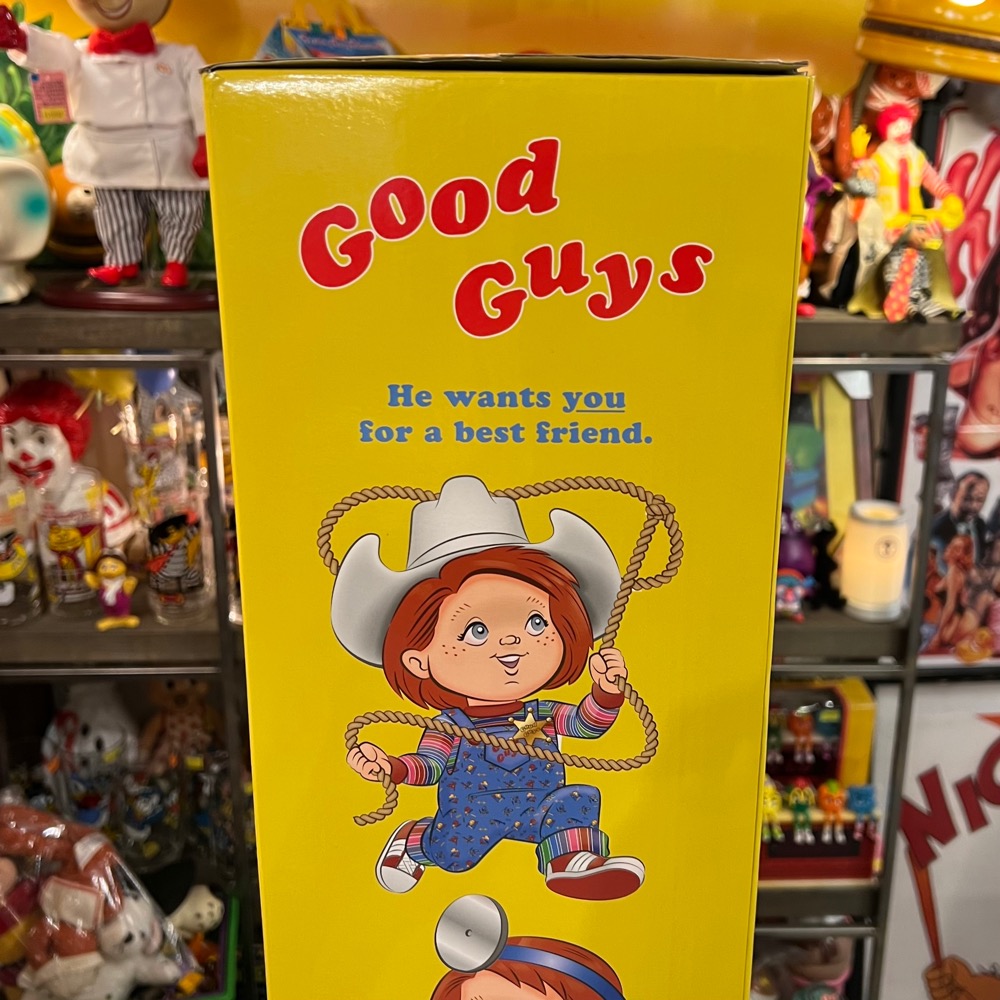 Good
Guys
He wants you
for a best friend.